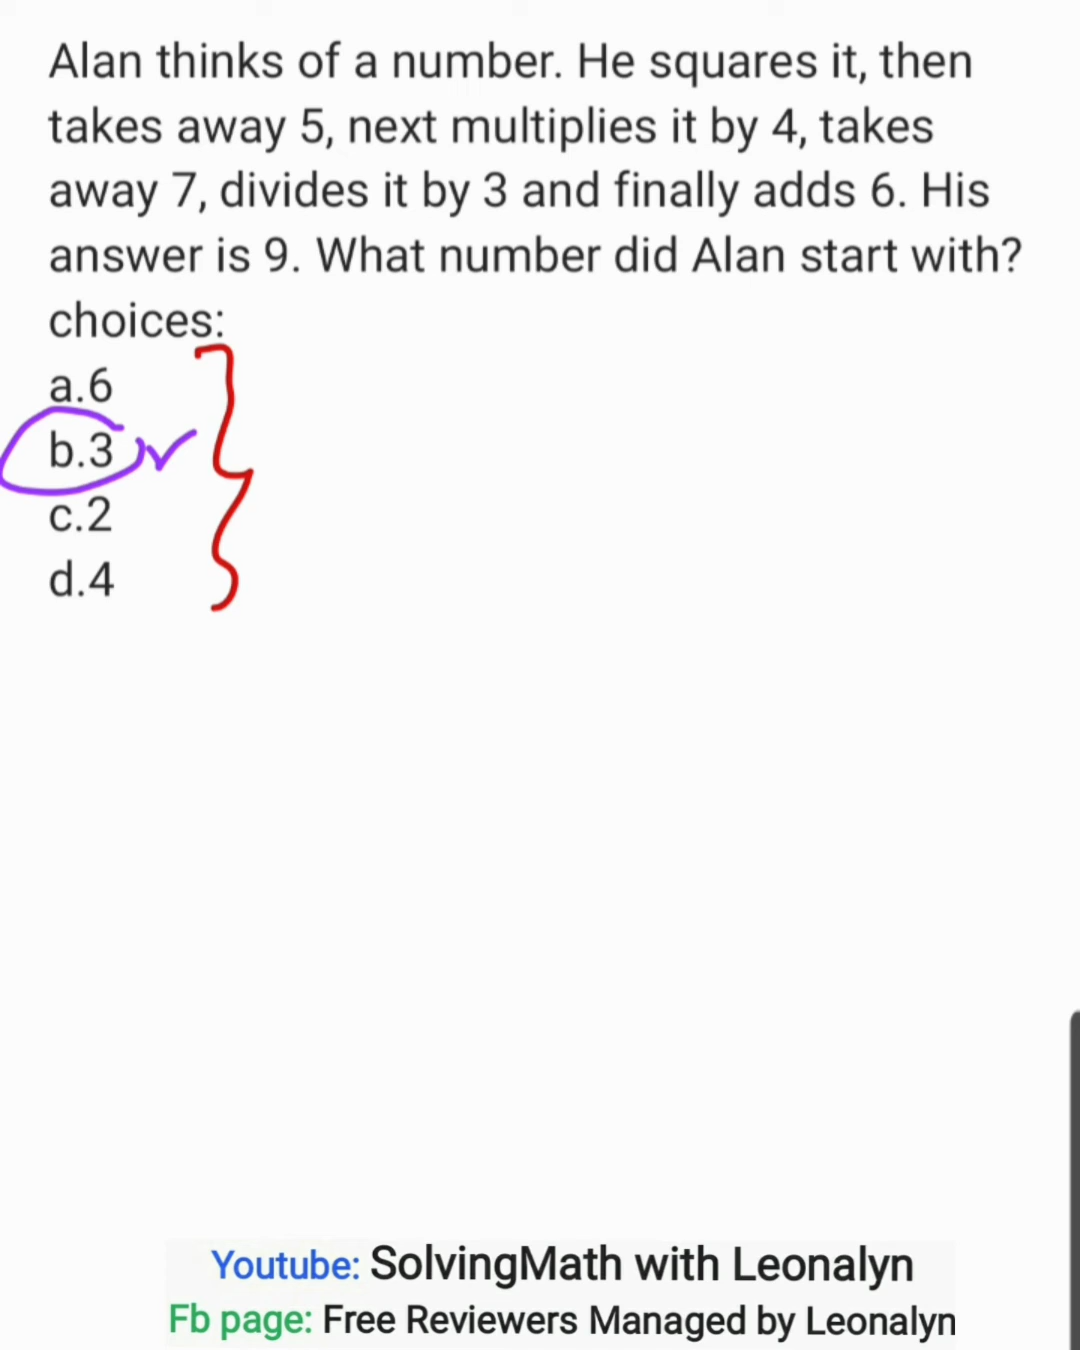 Alan thinks of a number. He squares it, then
takes away 5, next multiplies it by 4, takes
away 7, divides it by 3 and finally adds 6. His
answer is 9. What number did Alan start with?
choices:
a.6
b.3
c.2
d.4
Youtube: SolvingMath with Leonalyn
Fb page: Free Reviewers Managed by Leonalyn